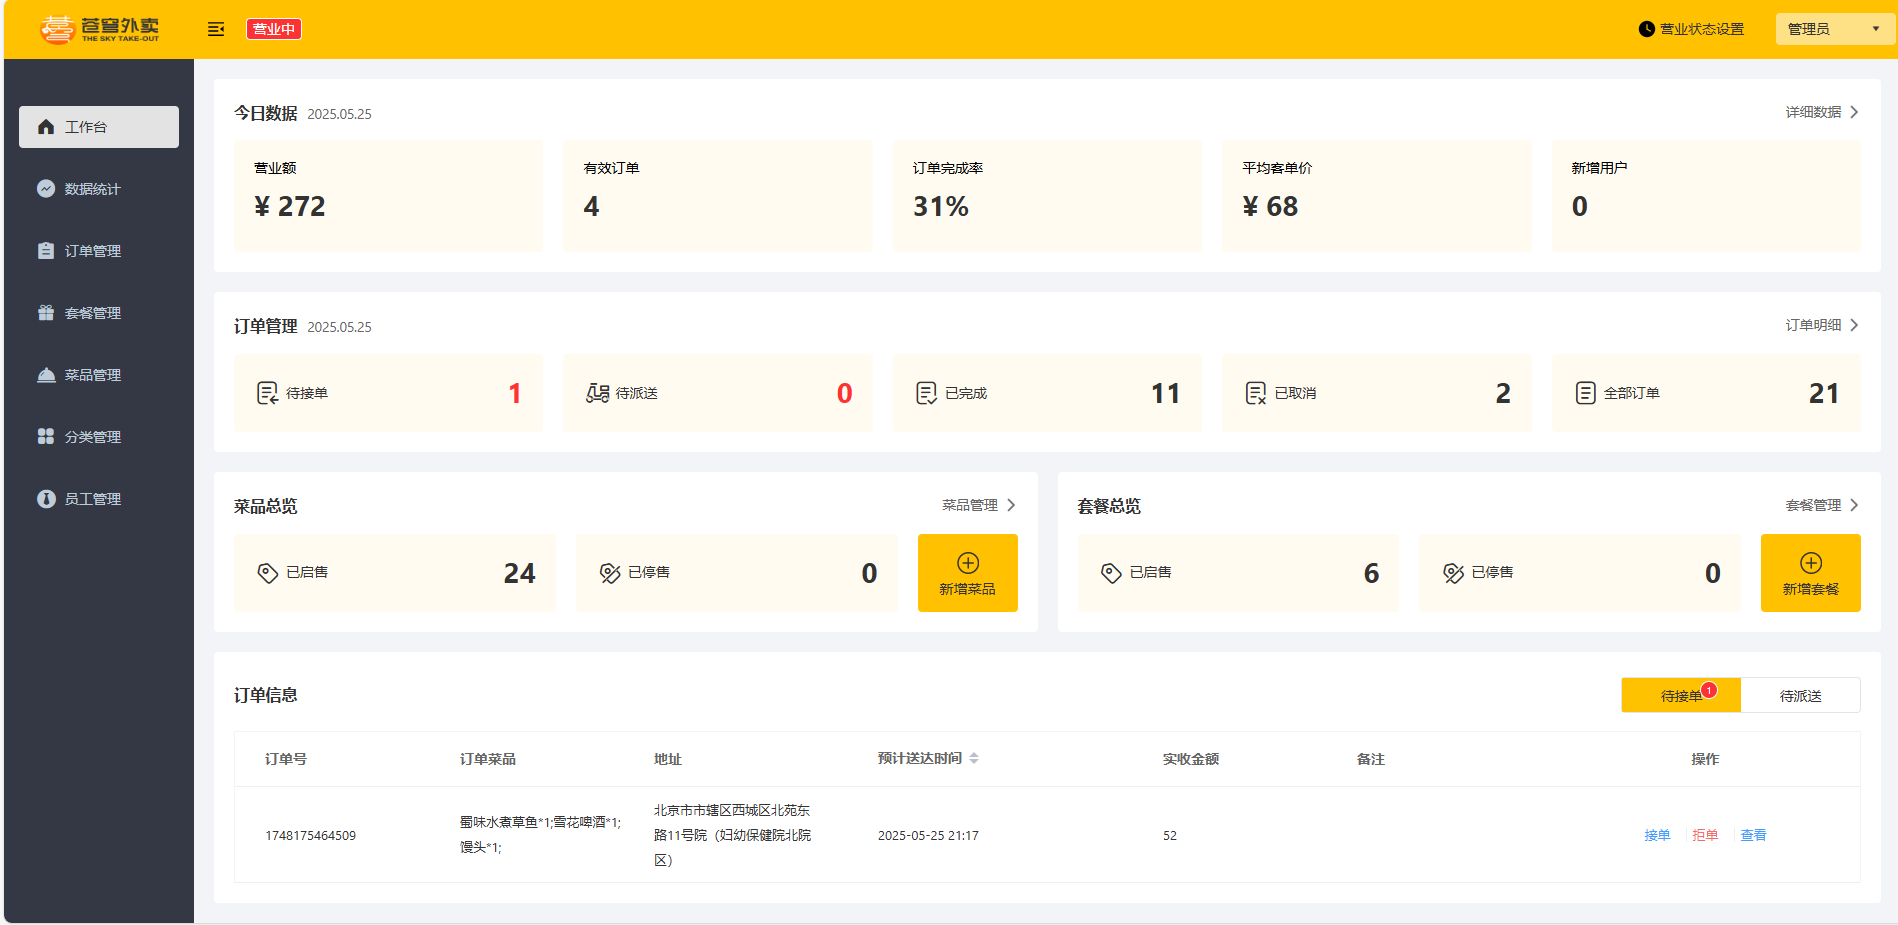 苍穹外卖
THE SKY TAKE-OUT
营业中
营业状态设置
管理员
工作台
数据统计
订单管理
套餐管理
菜品管理
分类管理
员工管理
今日数据 2025.05.25
详细数据
营业额
¥ 272
有效订单
4
订单完成率
31%
平均客单价
¥ 68
新增用户
0
订单管理 2025.05.25
订单明细
待接单 1
待派送 0
已完成 11
已取消 2
全部订单 21
菜品总览
菜品管理
已启售 24
已停售 0
新增菜品
套餐总览
套餐管理
已启售 6
已停售 0
新增套餐
订单信息
待接单 1
待派送
订单号 订单菜品 地址 预计送达时间 实收金额 备注 操作
1748175464509
蜀味水煮草鱼*1;雪花啤酒*1;
馒头*1;
北京市市辖区西城区北苑东
路11号院（妇幼保健院北院
区）
2025-05-25 21:17
52
接单 拒单 查看